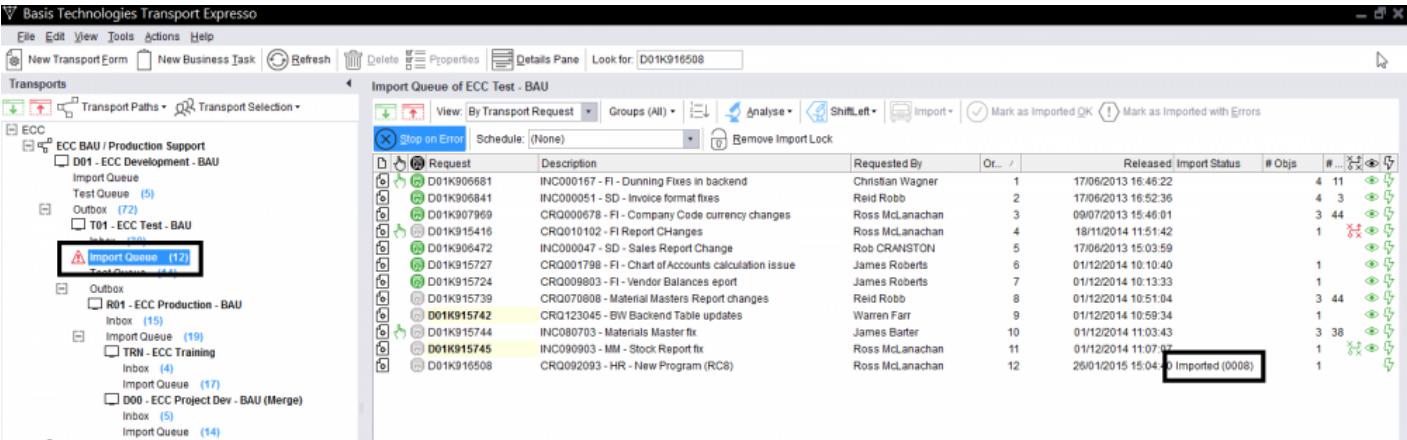 Basis Technologies Transport Expresso
File Edit View Tools Actions Help
New Transport Form New Business Task Refresh Delete Properties Details Pane Look for: D01K916508
Transports
Transport Paths Transport Selection
ECC
ECC BAU / Production Support
D01 - ECC Development - BAU
Import Queue
Test Queue (5)
Outbox (72)
T01 - ECC Test - BAU
Import Queue (12)
Test Queue
Outbox
R01 - ECC Production - BAU
Inbox (15)
Import Queue (19)
TRN - ECC Training
Inbox (4)
Import Queue (17)
D00 - ECC Project Dev - BAU (Merge)
Inbox (5)
Import Queue (14)
Import Queue of ECC Test - BAU
View: By Transport Request Groups (All) Analyse ShiftLeft Import Mark as Imported OK Mark as Imported with Errors
Stop on Error Schedule: (None) Remove Import Lock
Request Description Requested By Or... Released Import Status # Objs # ...
D01K906681 INC000167 - FI - Dunning Fixes in backend Christian Wagner 1 17/06/2013 16:46:22 4 11
D01K906841 INC000051 - SD - Invoice format fixes Reid Robb 2 17/06/2013 16:52:36 4 3
D01K907969 CRQ000678 - FI - Company Code currency changes Ross McLanachan 3 09/07/2013 15:46:01 3 44
D01K915416 CRQ010102 - FI Report CHanges Ross McLanachan 4 18/11/2014 11:51:42 1
D01K906472 INC000047 - SD - Sales Report Change Rob CRANSTON 5 17/06/2013 15:03:59
D01K915727 CRQ001798 - FI - Chart of Accounts calculation issue James Roberts 6 01/12/2014 10:10:40 1
D01K915724 CRQ009803 - FI - Vendor Balances eport James Roberts 7 01/12/2014 10:13:33 1
D01K915739 CRQ070808 - Material Masters Report changes Reid Robb 8 01/12/2014 10:51:04 3 44
D01K915742 CRQ123045 - BW Backend Table updates Warren Farr 9 01/12/2014 10:59:34 1
D01K915744 INC080703 - Materials Master fix James Barter 10 01/12/2014 11:03:43 3 38
D01K915745 INC090903 - MM - Stock Report fix Ross McLanachan 11 01/12/2014 11:07:07 1
D01K916508 CRQ092093 - HR - New Program (RC8) Ross McLanachan 12 26/01/2015 15:04:40 Imported (0008) 1